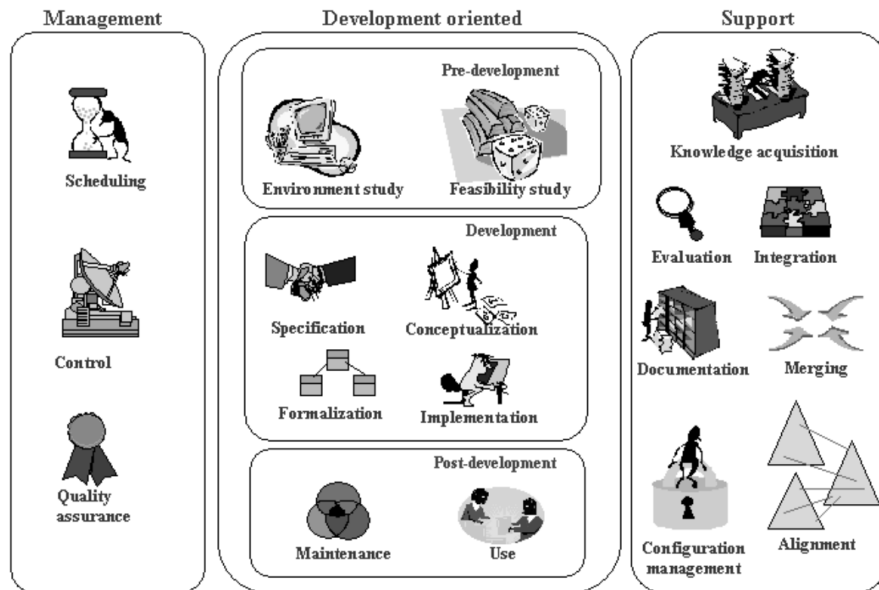 Management
Scheduling
Control
Quality
assurance
Development oriented
Pre-development
Environment study
Feasibility study
Development
Specification
Conceptualization
Formalization
Implementation
Post-development
Maintenance
Use
Support
Knowledge acquisition
Evaluation
Integration
Documentation
Merging
Configuration
management
Alignment